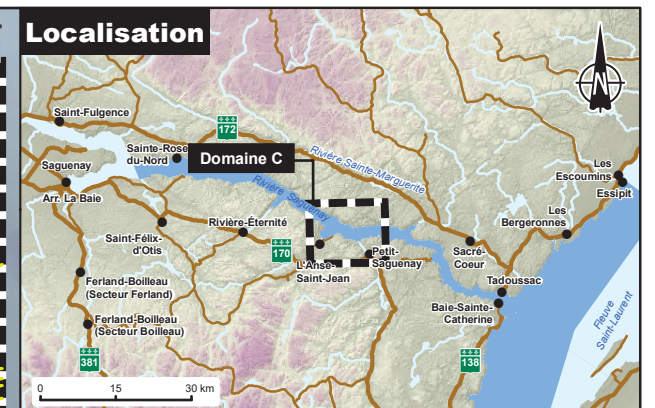 Localisation
N
Saint-Fulgence
172
Sainte-Rose
du-Nord
Domaine C
Rivière Sainte-Marguerite
Saguenay
Arr. La Baie
Rivière Saguenay
Les
Escoumins
Essipit
Les
Bergeronnes
Rivière-Éternité
Saint-Félix-
d'Otis
170
L'Anse-
Saint-Jean
Petit-
Saguenay
Sacré-
Coeur
Tadoussac
Ferland-Boilleau
(Secteur Ferland)
Baie-Sainte-
Catherine
Ferland-Boilleau
(Secteur Boilleau)
Fleuve
Saint-Laurent
381
138
0 15 30 km